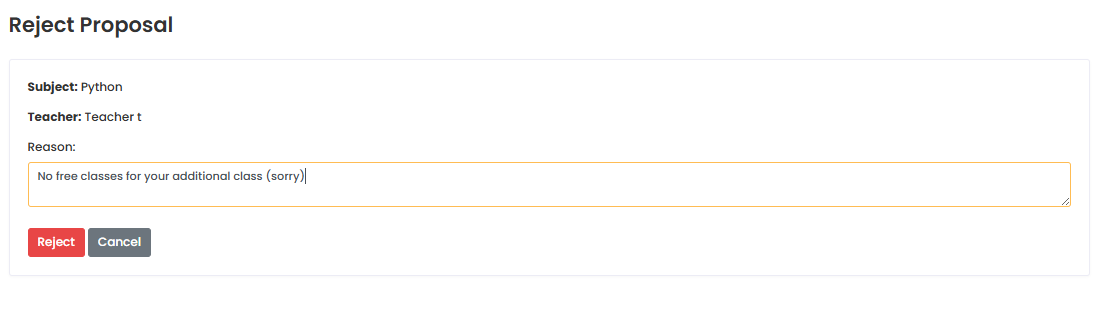 Reject Proposal
Subject: Python
Teacher: Teacher t
Reason:
No free classes for your additional class (sorry)
Reject Cancel